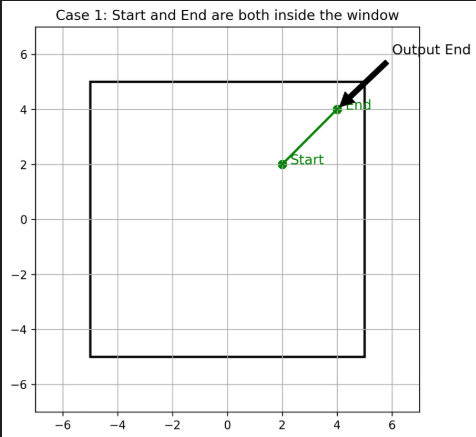 Case 1: Start and End are both inside the window
6
Output End
4
End
2
Start
0
−2
−4
−6
−6 −4 −2 0 2 4 6